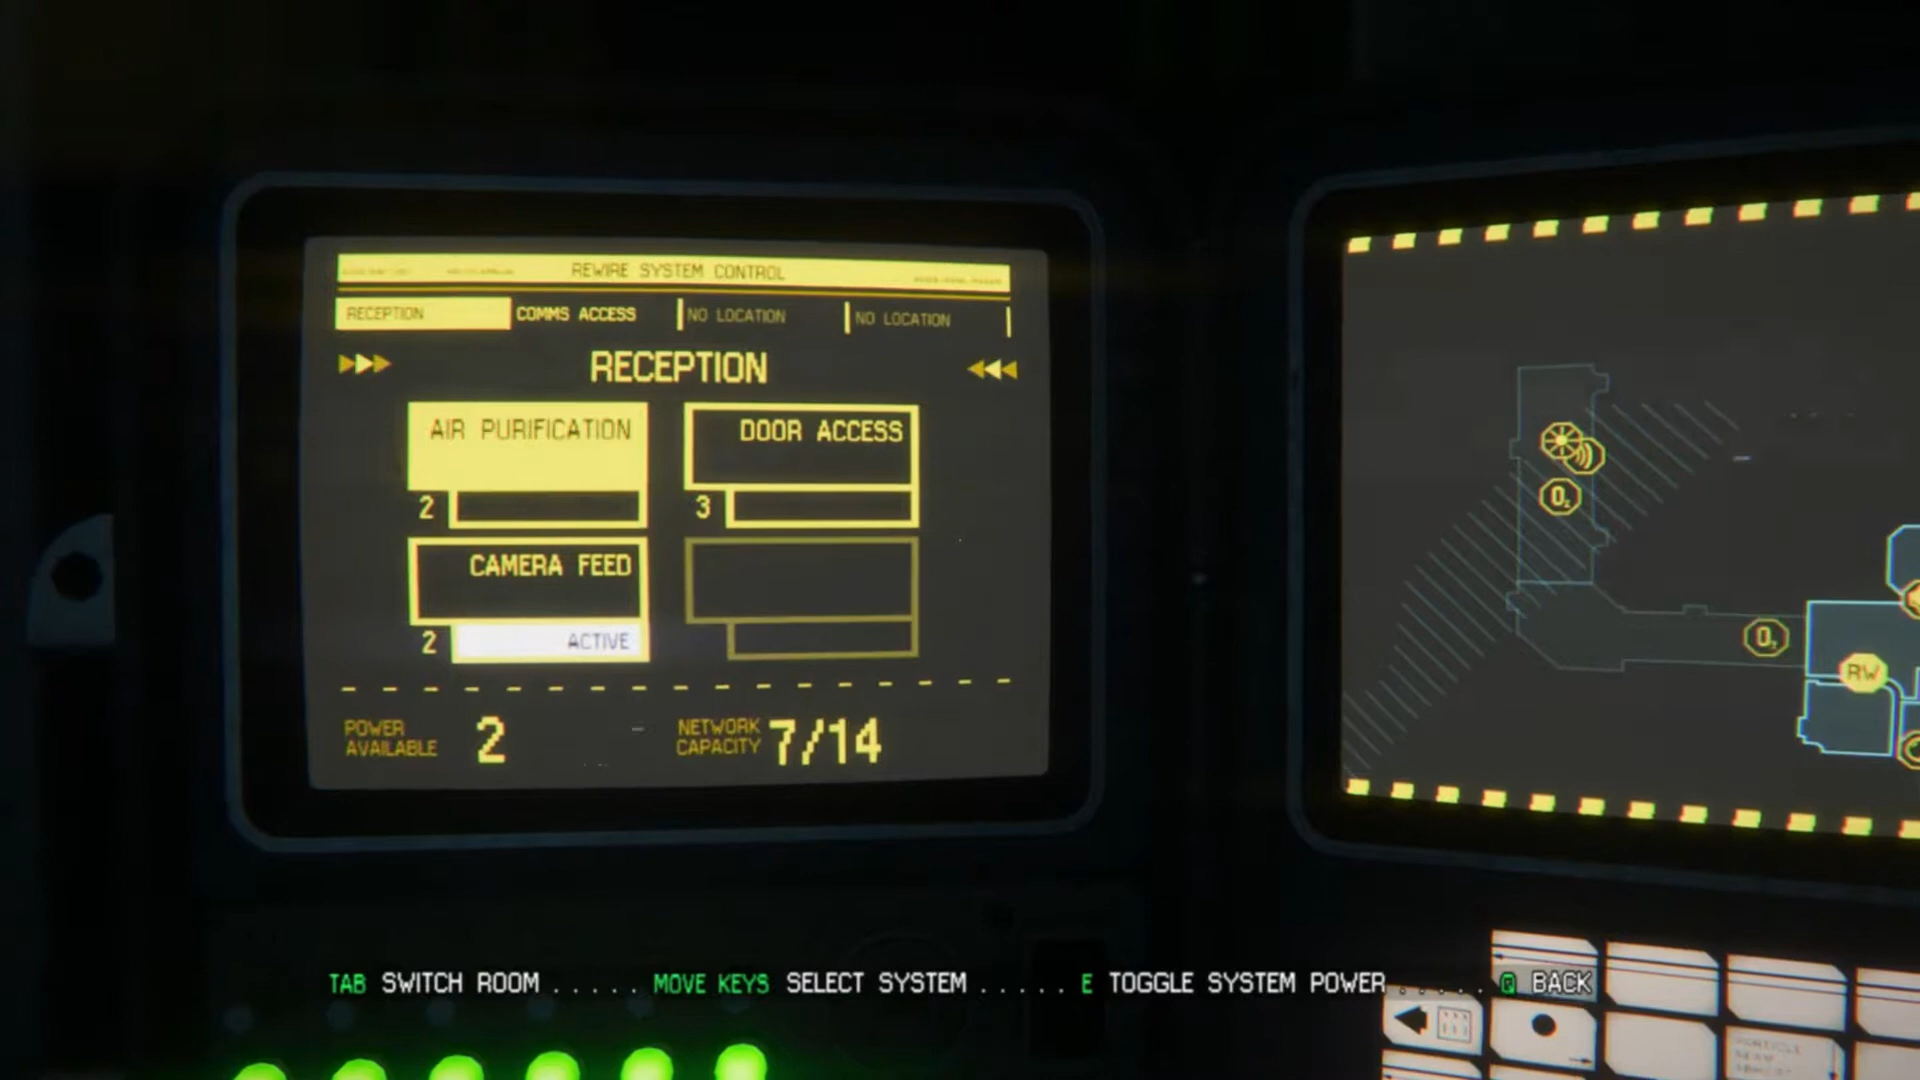 REWIRE SYSTEM CONTROL
RECEPTION
COMMS ACCESS
NO LOCATION
NO LOCATION
RECEPTION
AIR PURIFICATION
2
DOOR ACCESS
3
CAMERA FEED
2 ACTIVE
POWER AVAILABLE 2
NETWORK CAPACITY 7/14
O2
O2
RW
TAB SWITCH ROOM ..... MOVE KEYS SELECT SYSTEM ..... E TOGGLE SYSTEM POWER ..... Q BACK